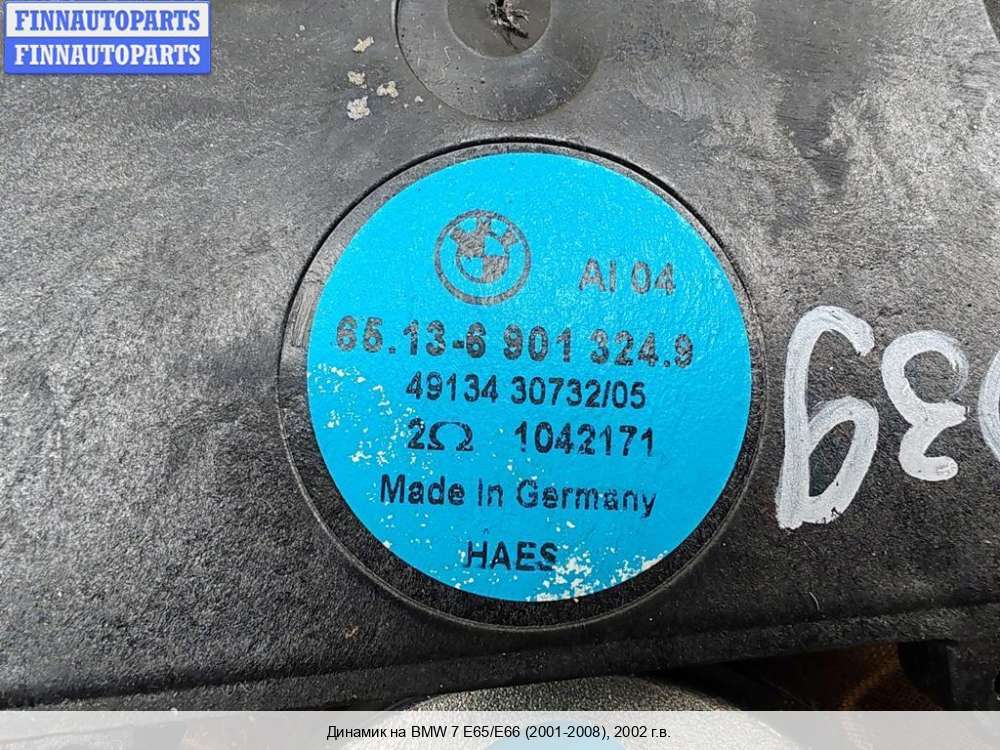 FINNAUTOPARTS
FINNAUTOPARTS
AI 04
65.13-6 901 324.9
49134 30732/05
2Ω 1042171
Made In Germany
HAES
Динамик на BMW 7 E65/E66 (2001-2008), 2002 г.в.